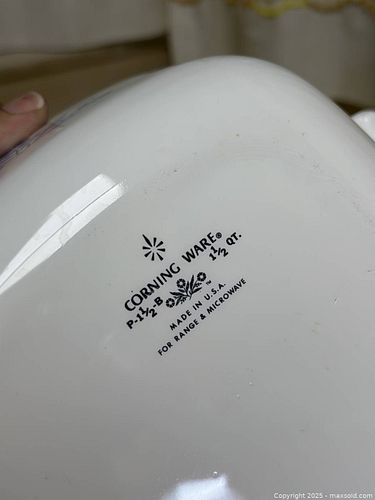 CORNING WARE®
P-1½-B 1½ QT.
MADE IN U.S.A.
FOR RANGE & MICROWAVE
Copyright 2025 - maxsold.com